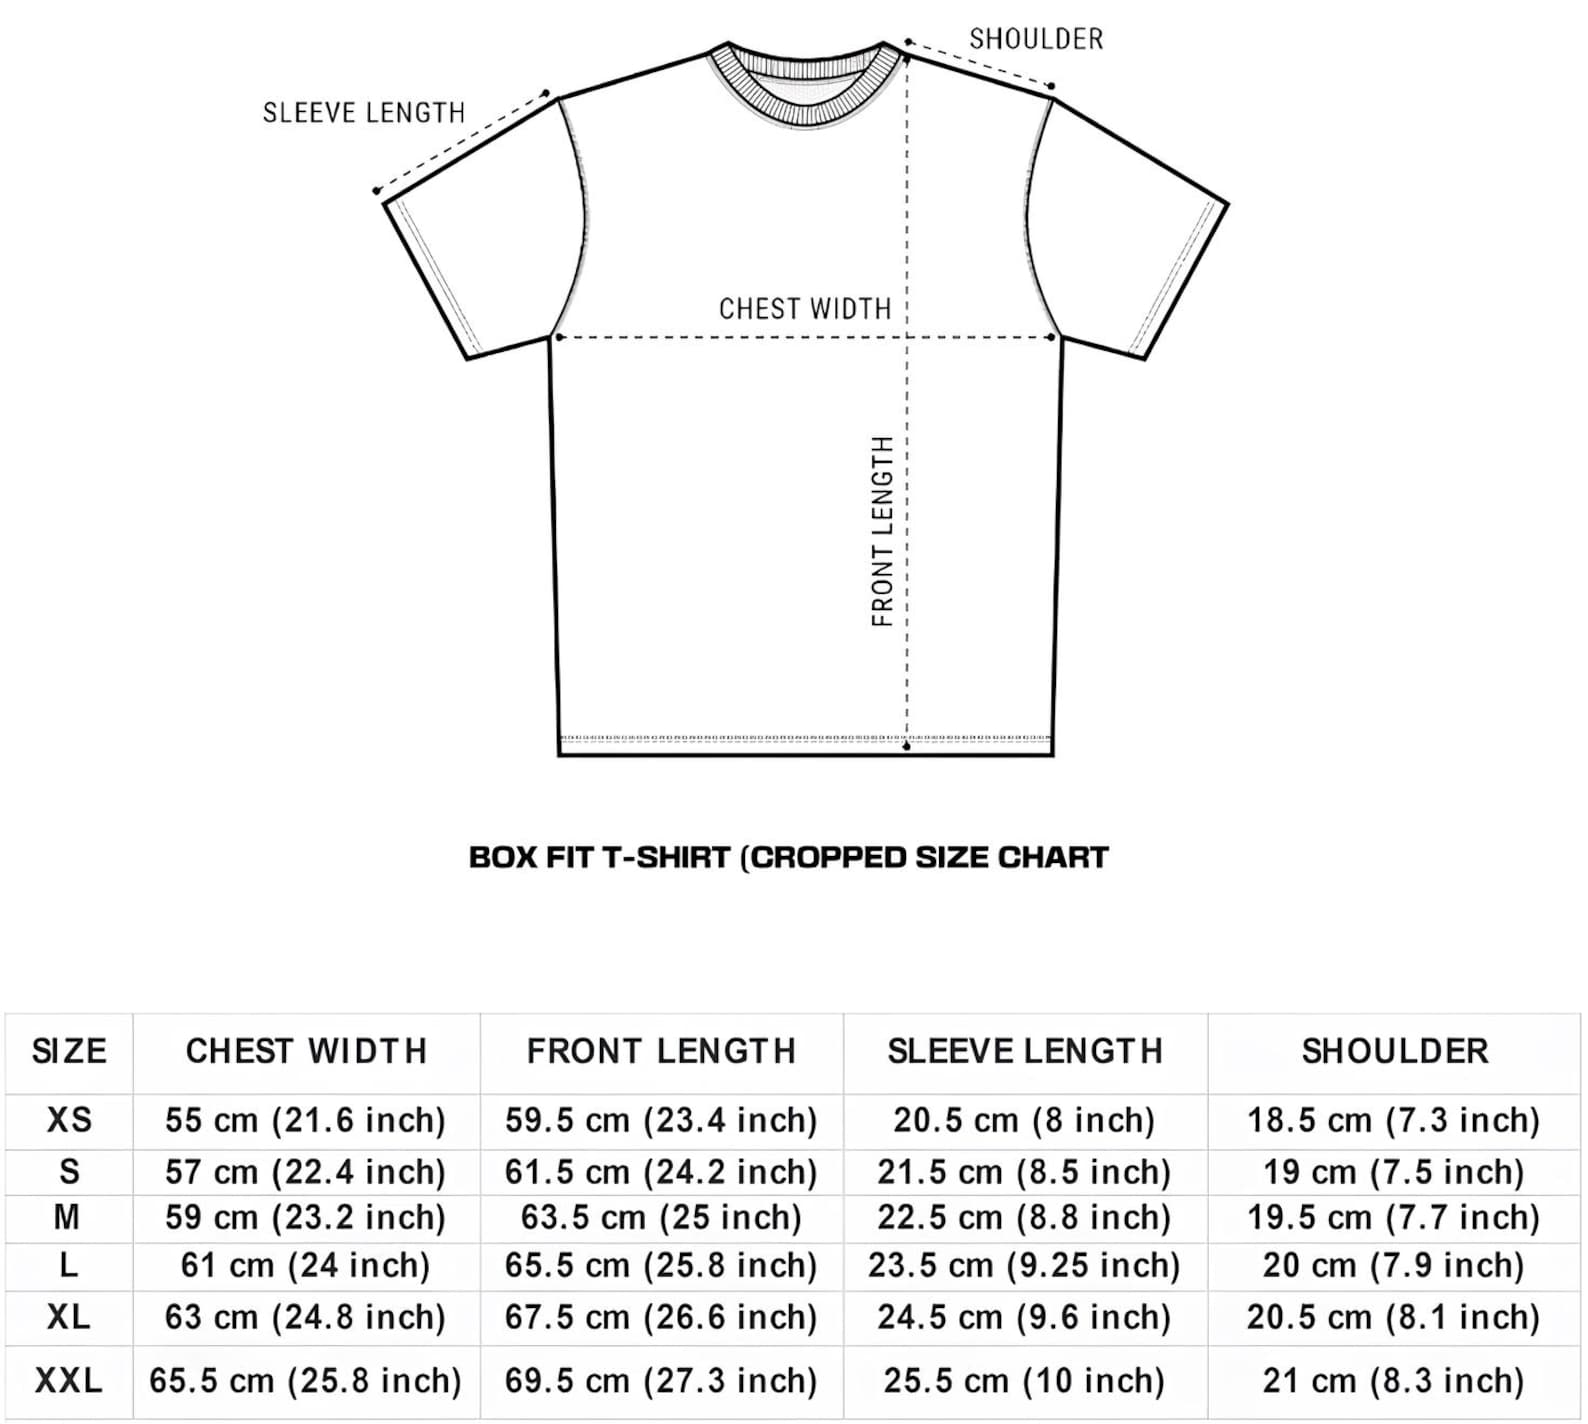 SHOULDER
SLEEVE LENGTH
CHEST WIDTH
FRONT LENGTH
BOX FIT T-SHIRT (CROPPED SIZE CHART
SIZE CHEST WIDTH FRONT LENGTH SLEEVE LENGTH SHOULDER
XS 55 cm (21.6 inch) 59.5 cm (23.4 inch) 20.5 cm (8 inch) 18.5 cm (7.3 inch)
S 57 cm (22.4 inch) 61.5 cm (24.2 inch) 21.5 cm (8.5 inch) 19 cm (7.5 inch)
M 59 cm (23.2 inch) 63.5 cm (25 inch) 22.5 cm (8.8 inch) 19.5 cm (7.7 inch)
L 61 cm (24 inch) 65.5 cm (25.8 inch) 23.5 cm (9.25 inch) 20 cm (7.9 inch)
XL 63 cm (24.8 inch) 67.5 cm (26.6 inch) 24.5 cm (9.6 inch) 20.5 cm (8.1 inch)
XXL 65.5 cm (25.8 inch) 69.5 cm (27.3 inch) 25.5 cm (10 inch) 21 cm (8.3 inch)